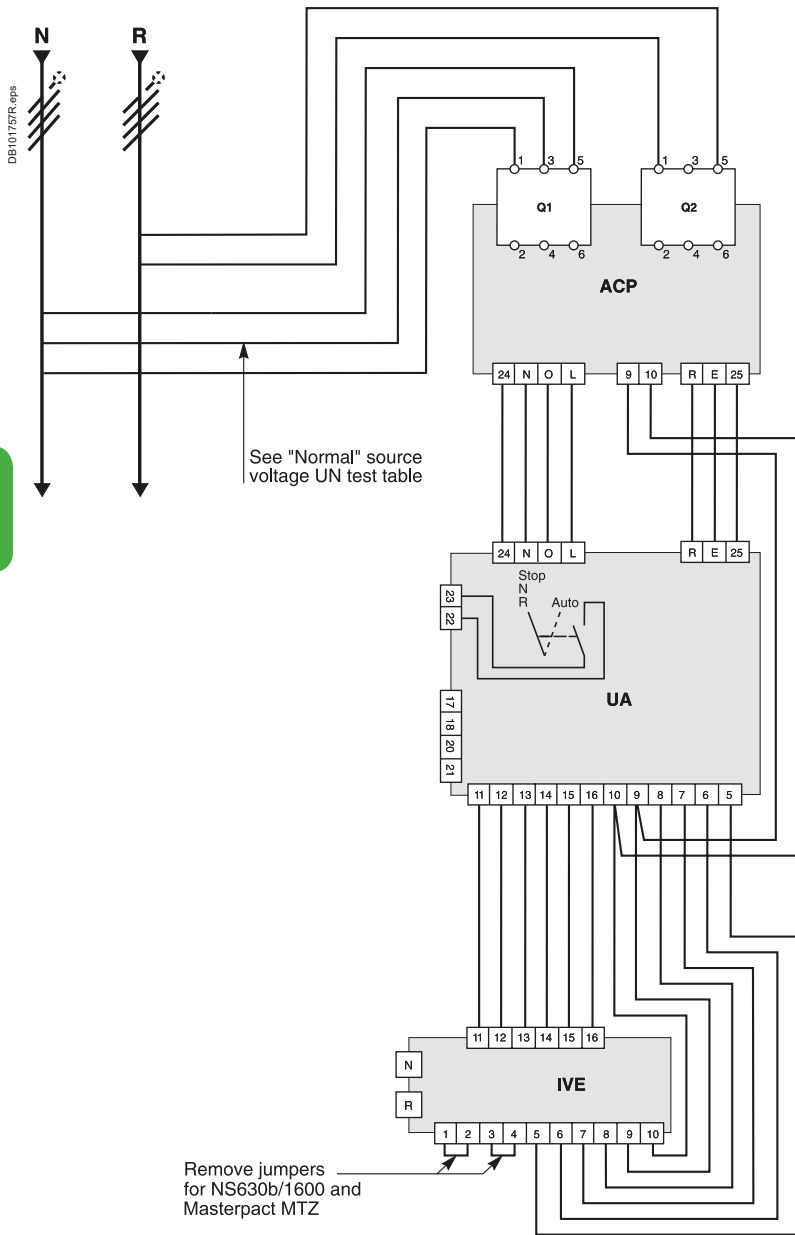 N R
DB101757R.eps
1 3 5 1 3 5
Q1 Q2
2 4 6 2 4 6
ACP
24 N O L 9 10 R E 25
See "Normal" source
voltage UN test table
24 N O L R E 25
Stop
N
R Auto
23
22
UA
17
18
20
21
11 12 13 14 15 16 10 9 8 7 6 5
11 12 13 14 15 16
N
IVE
R
1 2 3 4 5 6 7 8 9 10
Remove jumpers
for NS630b/1600 and
Masterpact MTZ